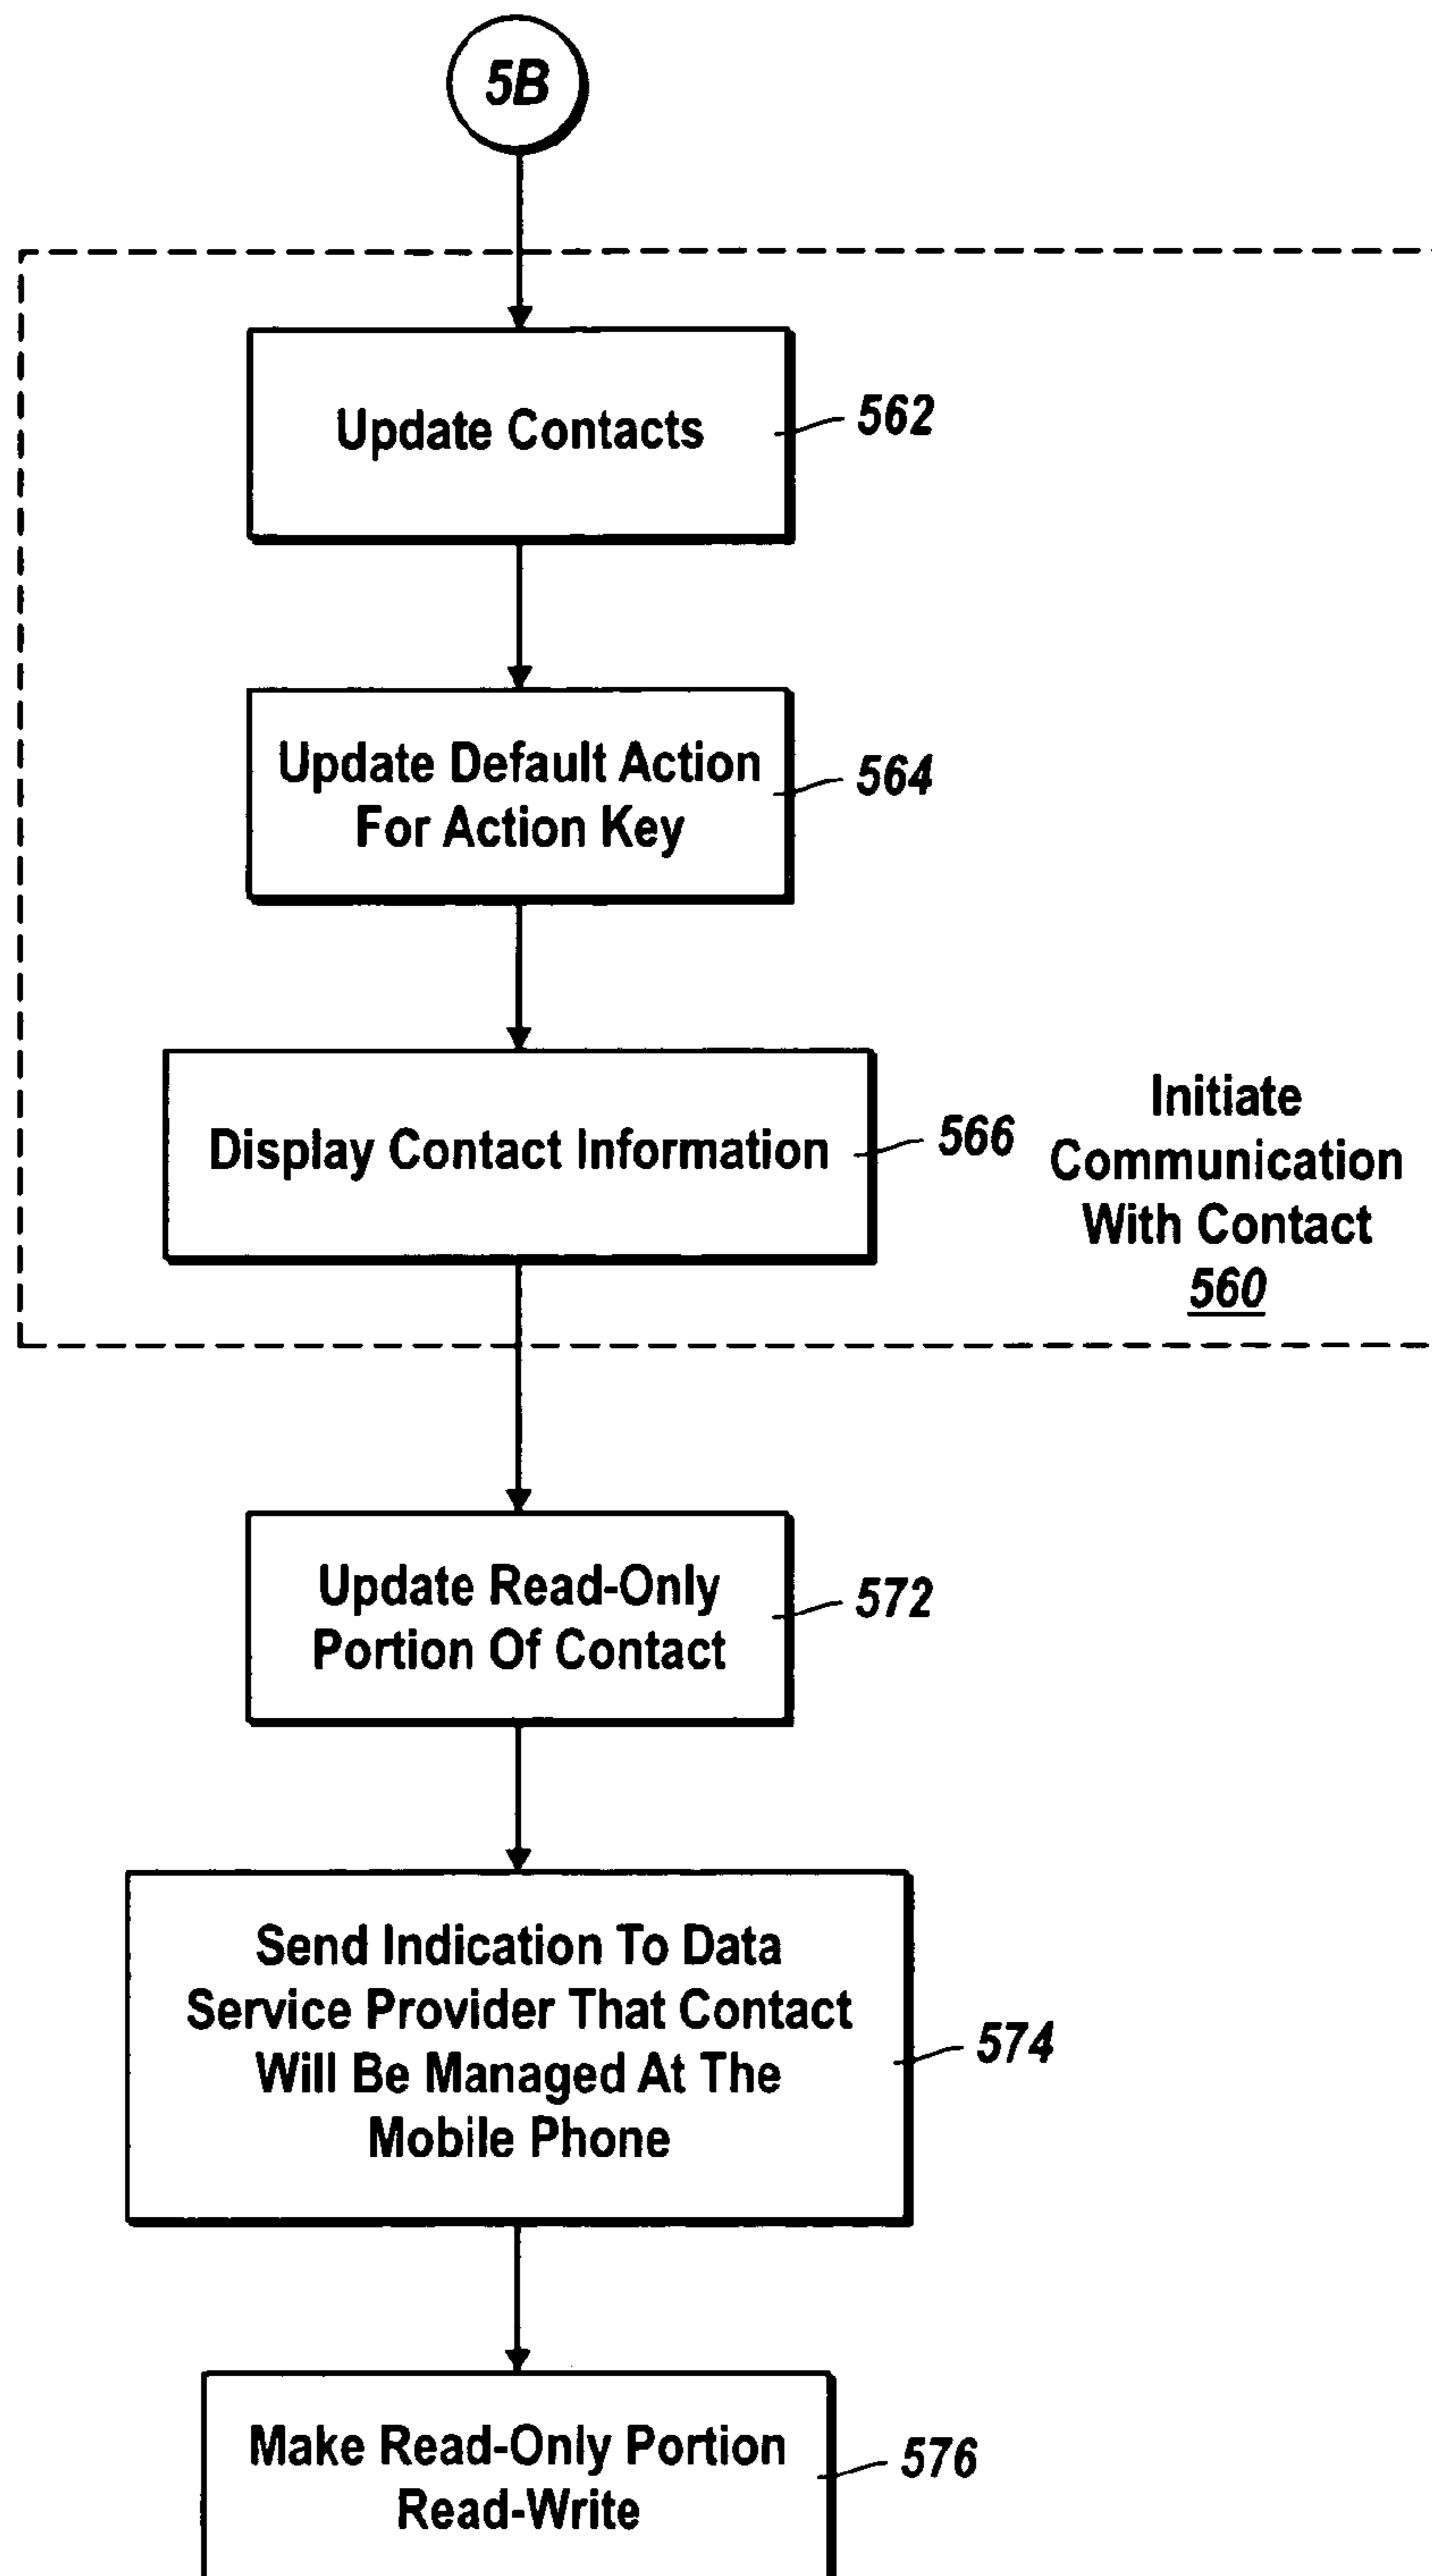 5B
Update Contacts
562
Update Default Action
For Action Key
564
Display Contact Information
566
Initiate
Communication
With Contact
560
Update Read-Only
Portion Of Contact
572
Send Indication To Data
Service Provider That Contact
Will Be Managed At The
Mobile Phone
574
Make Read-Only Portion
Read-Write
576